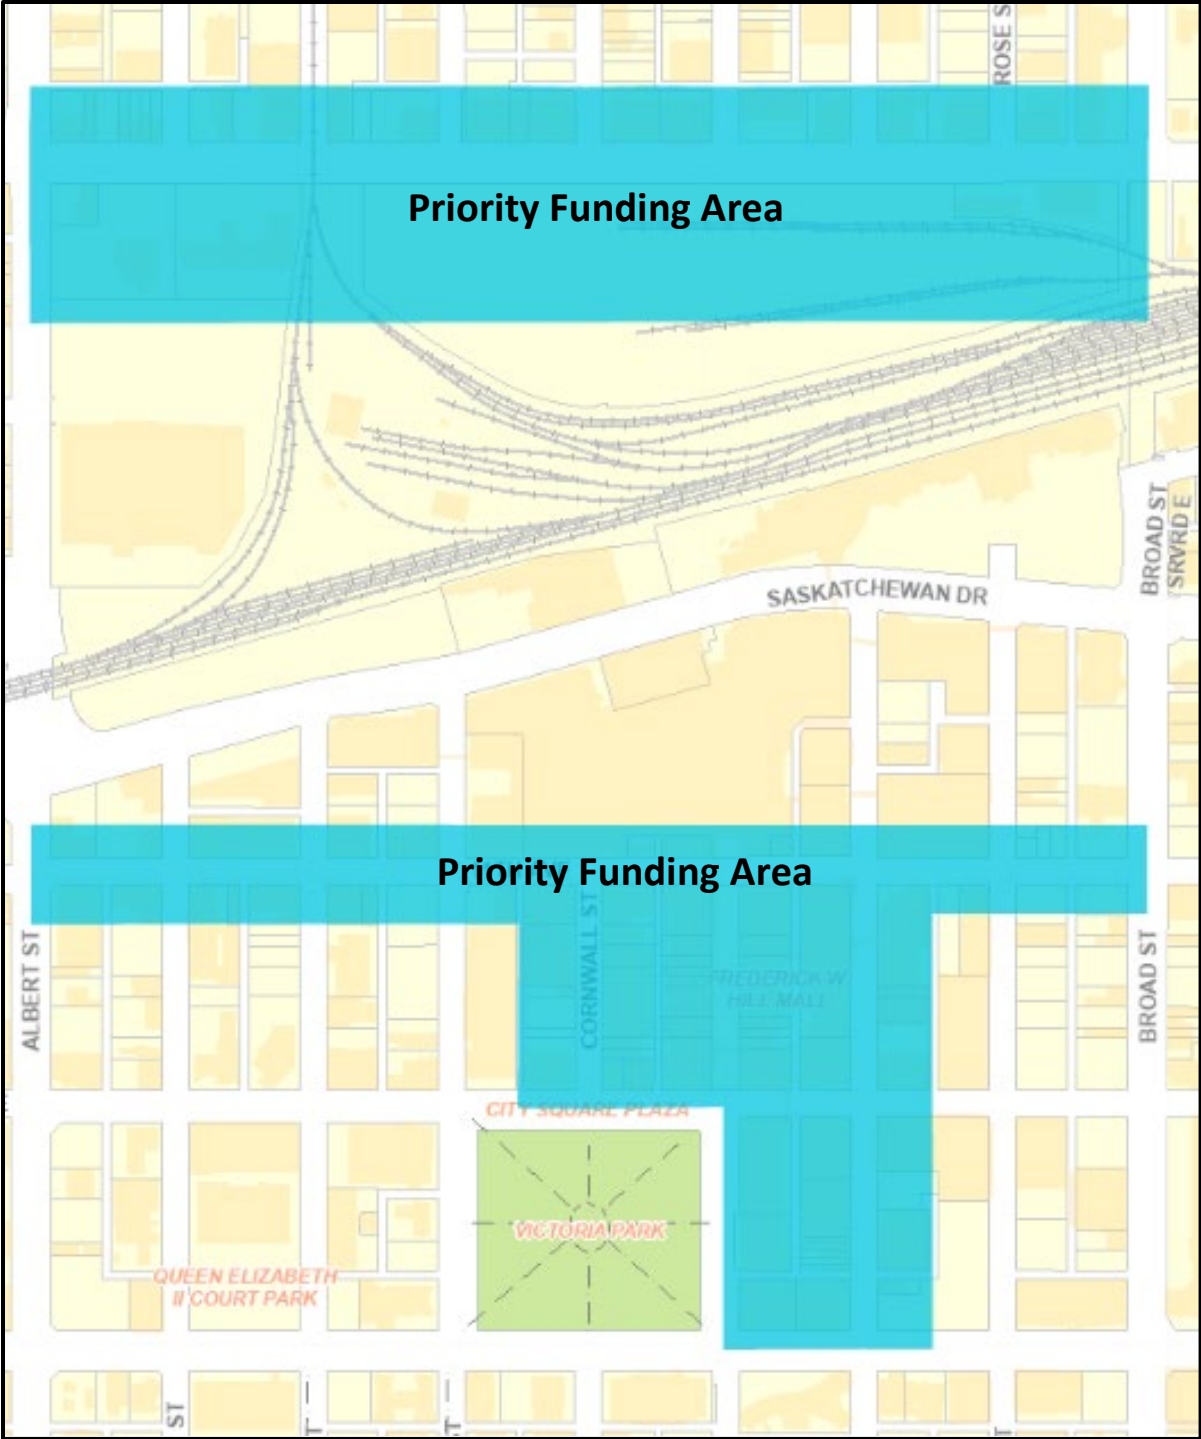 ROSE S
Priority Funding Area
BROAD ST
SRVRD E
SASKATCHEWAN DR
Priority Funding Area
ALBERT ST
CORNWALL ST
FREDERICK W
HILL MALL
BROAD ST
CITY SQUARE PLAZA
VICTORIA PARK
QUEEN ELIZABETH
II COURT PARK
ST